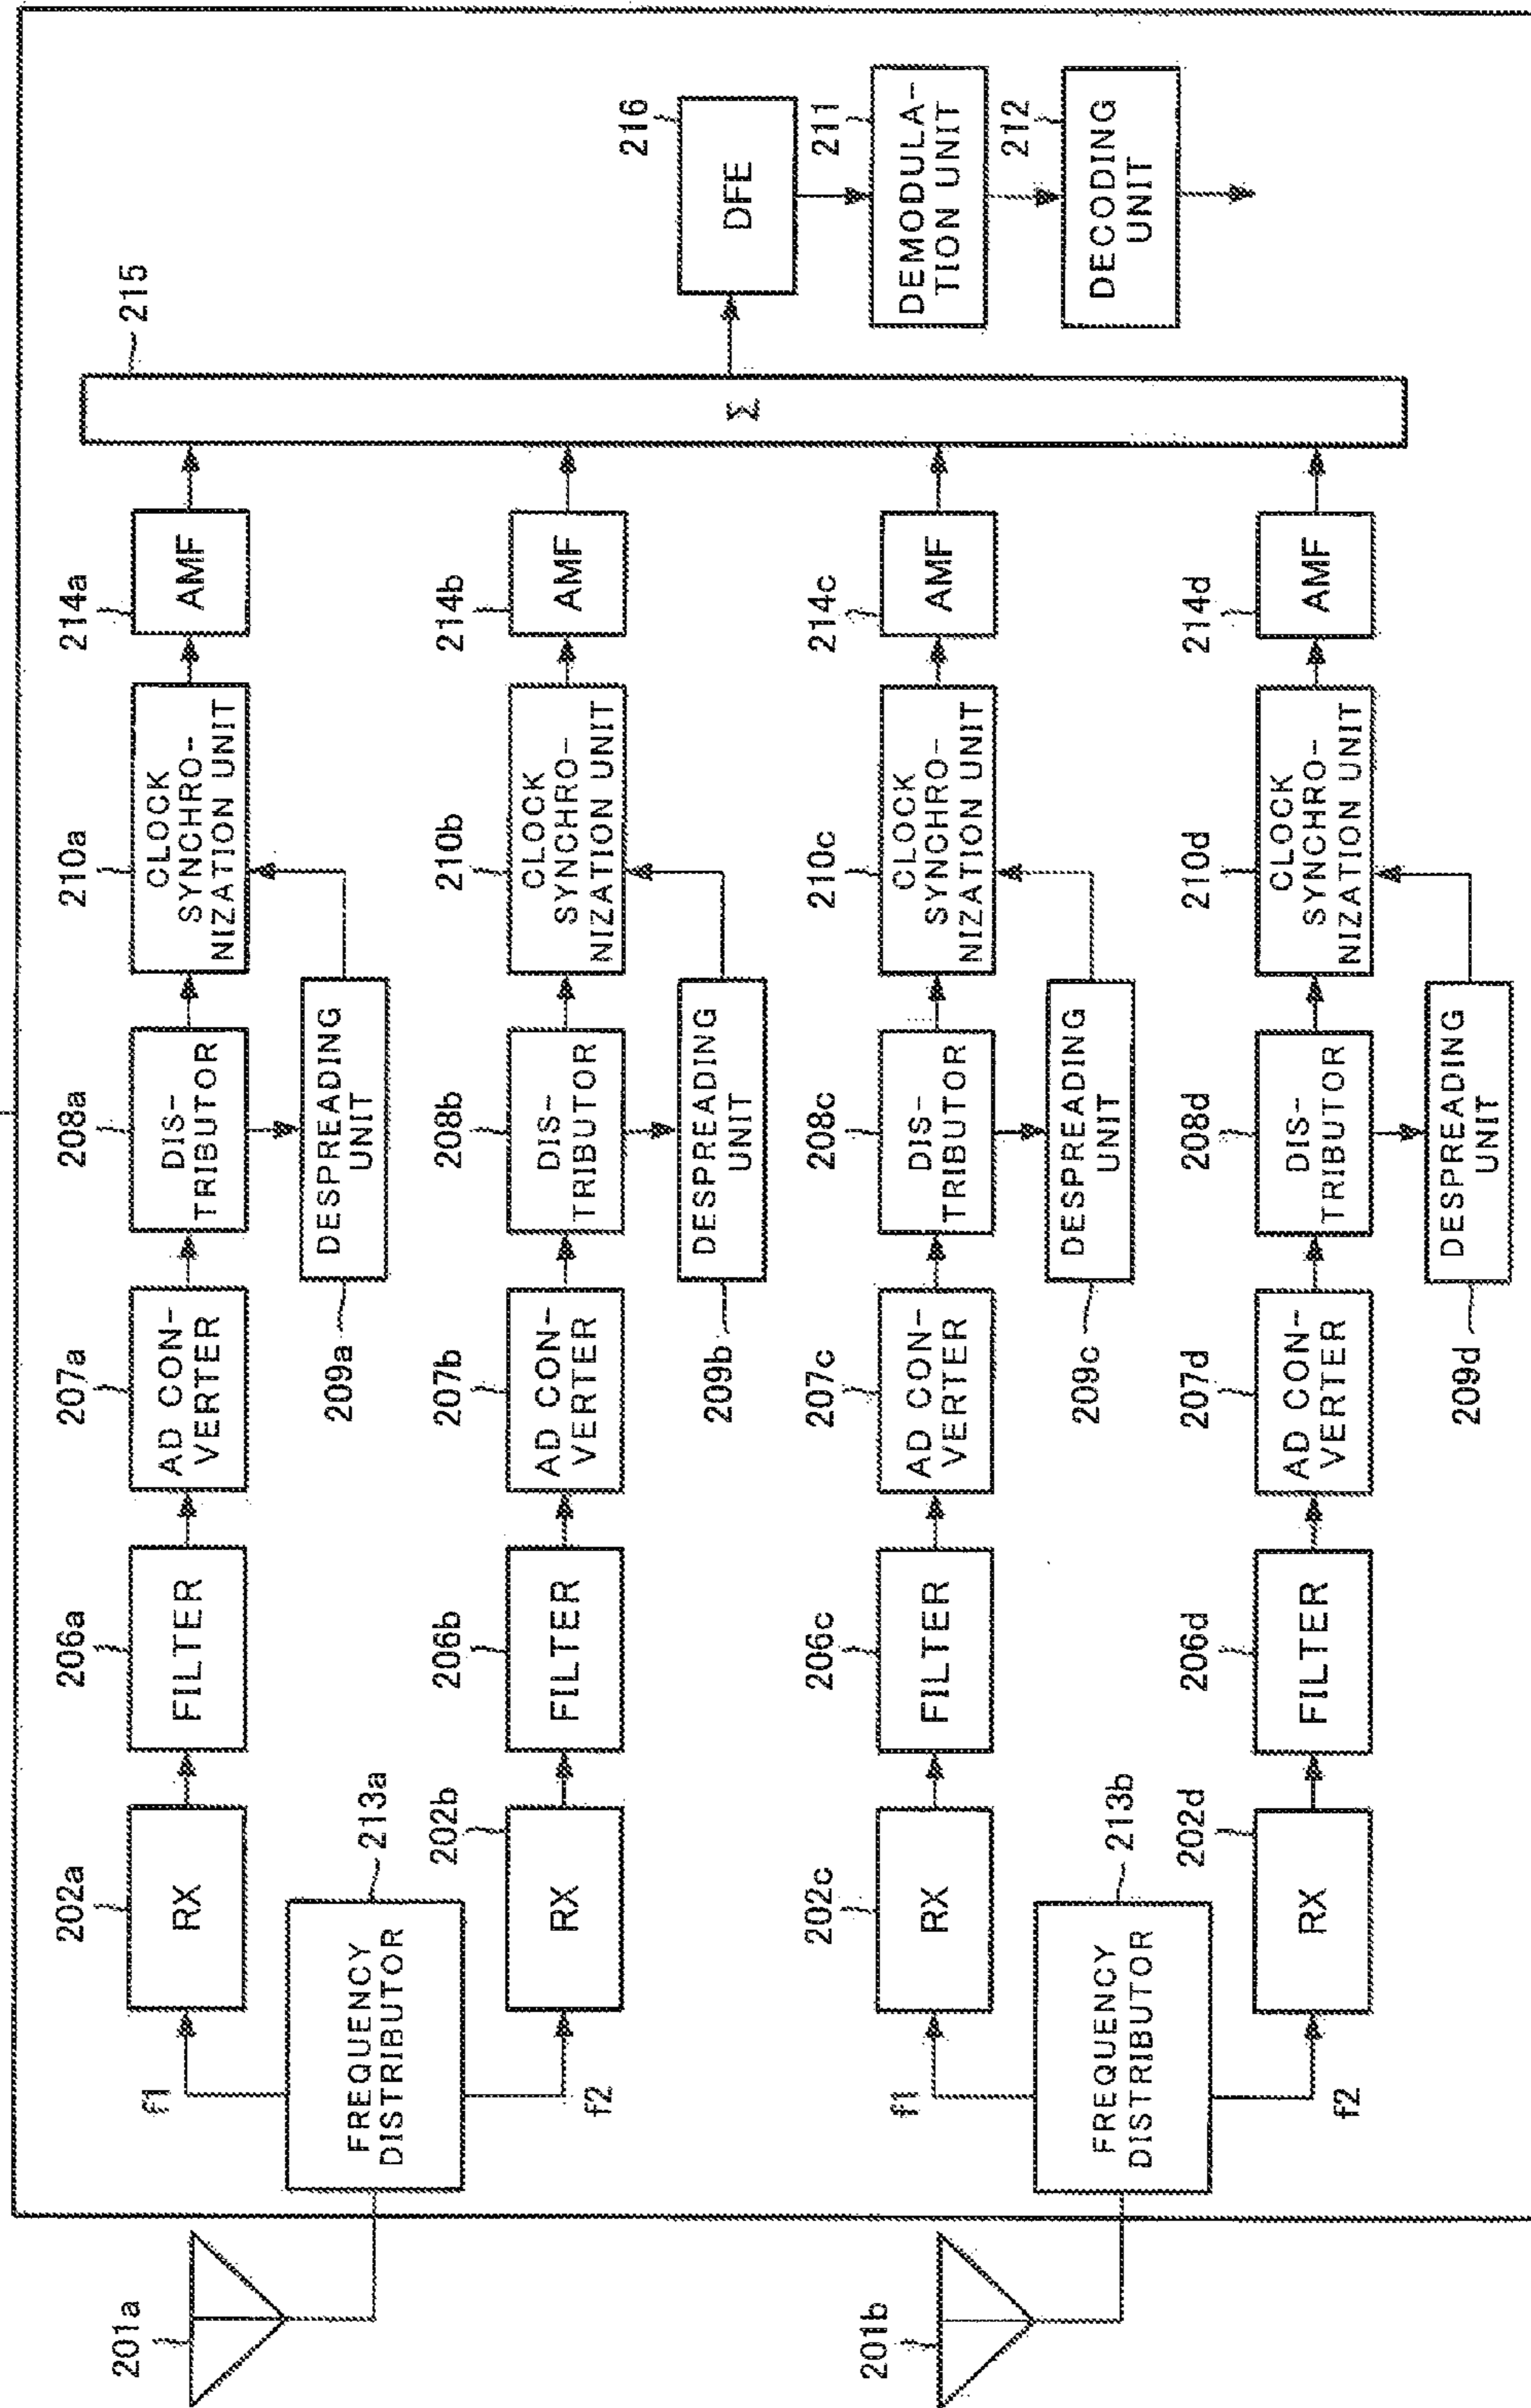 201a
FREQUENCY
DISTRIBUTOR
213a
f1
f2
202a
RX
206a
FILTER
207a
AD CON-
VERTER
208a
DIS-
TRIBUTOR
209a
DESPREADING
UNIT
210a
CLOCK
SYNCHRO-
NIZATION UNIT
214a
AMF
202b
RX
206b
FILTER
207b
AD CON-
VERTER
208b
DIS-
TRIBUTOR
209b
DESPREADING
UNIT
210b
CLOCK
SYNCHRO-
NIZATION UNIT
214b
AMF
201b
FREQUENCY
DISTRIBUTOR
213b
f1
f2
202c
RX
206c
FILTER
207c
AD CON-
VERTER
208c
DIS-
TRIBUTOR
209c
DESPREADING
UNIT
210c
CLOCK
SYNCHRO-
NIZATION UNIT
214c
AMF
202d
RX
206d
FILTER
207d
AD CON-
VERTER
208d
DIS-
TRIBUTOR
209d
DESPREADING
UNIT
210d
CLOCK
SYNCHRO-
NIZATION UNIT
214d
AMF
215
Σ
216
DFE
211
DEMODULA-
TION UNIT
212
DECODING
UNIT